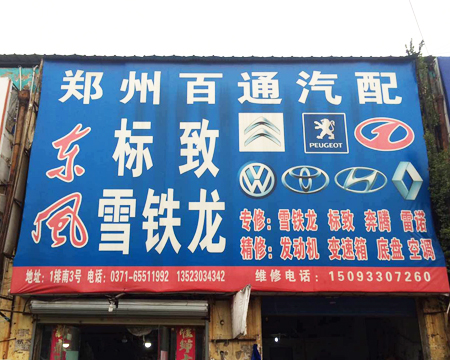 郑州百通汽配
东风
标致
雪铁龙
PEUGEOT
专修：雪铁龙 标致 奔腾 雷诺
精修：发动机 变速箱 底盘 空调
地址：1排南3号 电话：0371-65511992 13523034342
维修电话：15093307260